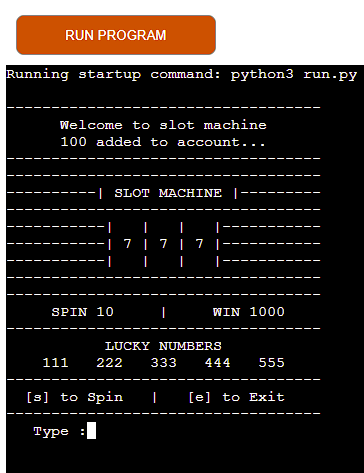 RUN PROGRAM
Running startup command: python3 run.py
-----------------------------------
Welcome to slot machine
100 added to account...
-----------------------------------
-----------------------------------
----------| SLOT MACHINE |---------
-----------------------------------
-----------|   |   |   |-----------
-----------| 7 | 7 | 7 |-----------
-----------|   |   |   |-----------
-----------------------------------
-----------------------------------
SPIN 10     |     WIN 1000
-----------------------------------
LUCKY NUMBERS
111   222   333   444   555
-----------------------------------
[s] to Spin   |   [e] to Exit
-----------------------------------
Type :